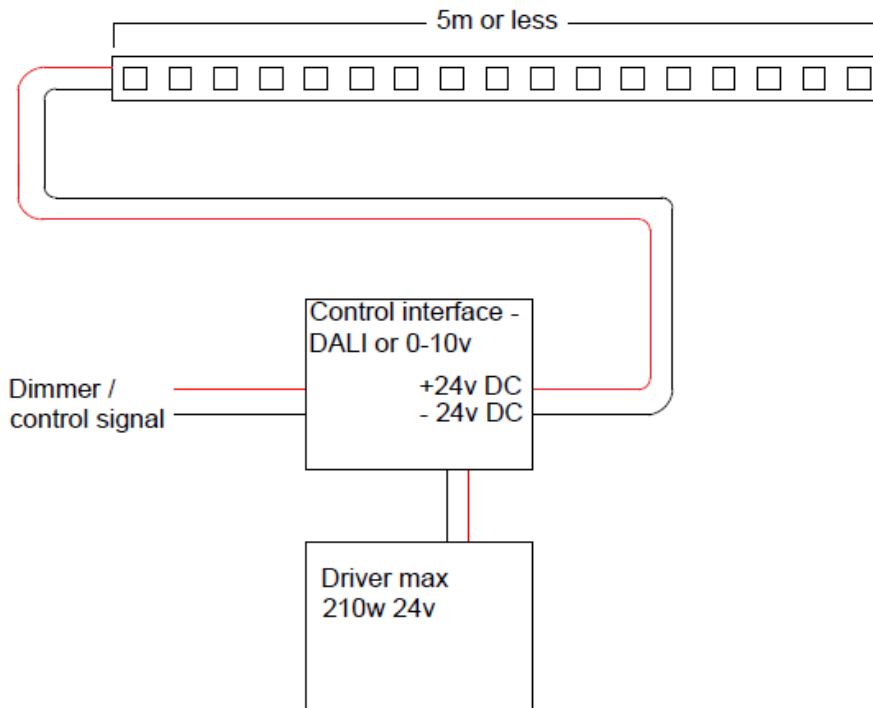 5m or less
Control interface -
DALI or 0-10v
+24v DC
- 24v DC
Dimmer /
control signal
Driver max
210w 24v